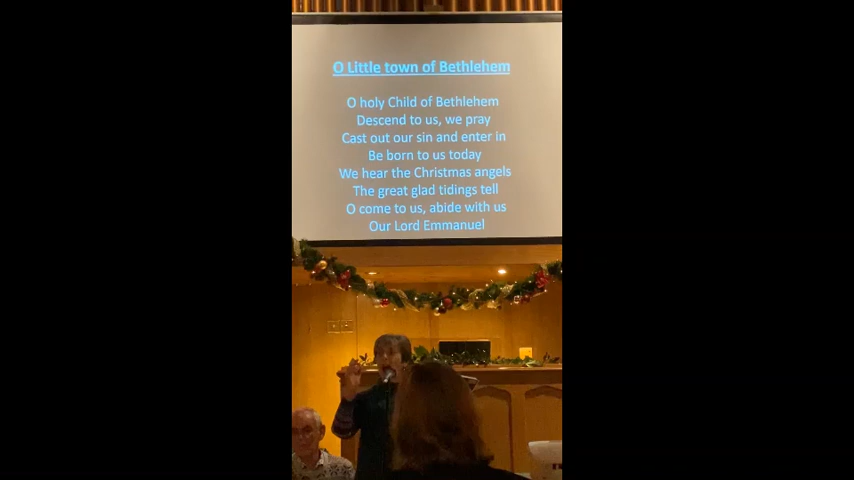 O Little town of Bethlehem
O holy Child of Bethlehem
Descend to us, we pray
Cast out our sin and enter in
Be born to us today
We hear the Christmas angels
The great glad tidings tell
O come to us, abide with us
Our Lord Emmanuel